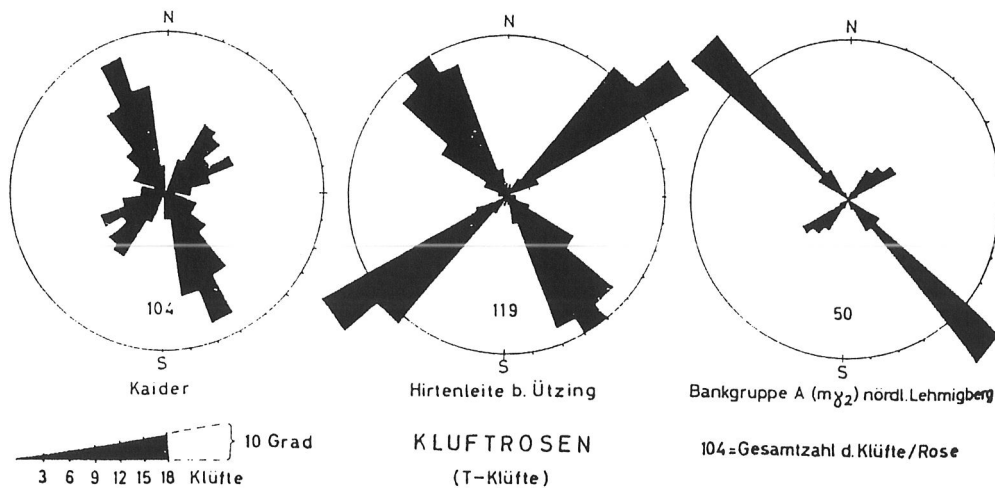 N
N
N
104
119
50
S
S
S
Kaider
Hirtenleite b. Ützing
Bankgruppe A (mɣ2) nördl. Lehmigberg
10 Grad
3 6 9 12 15 18 Klüfte
KLUFTROSEN
(T-Klüfte)
104=Gesamtzahl d. Klüfte/Rose